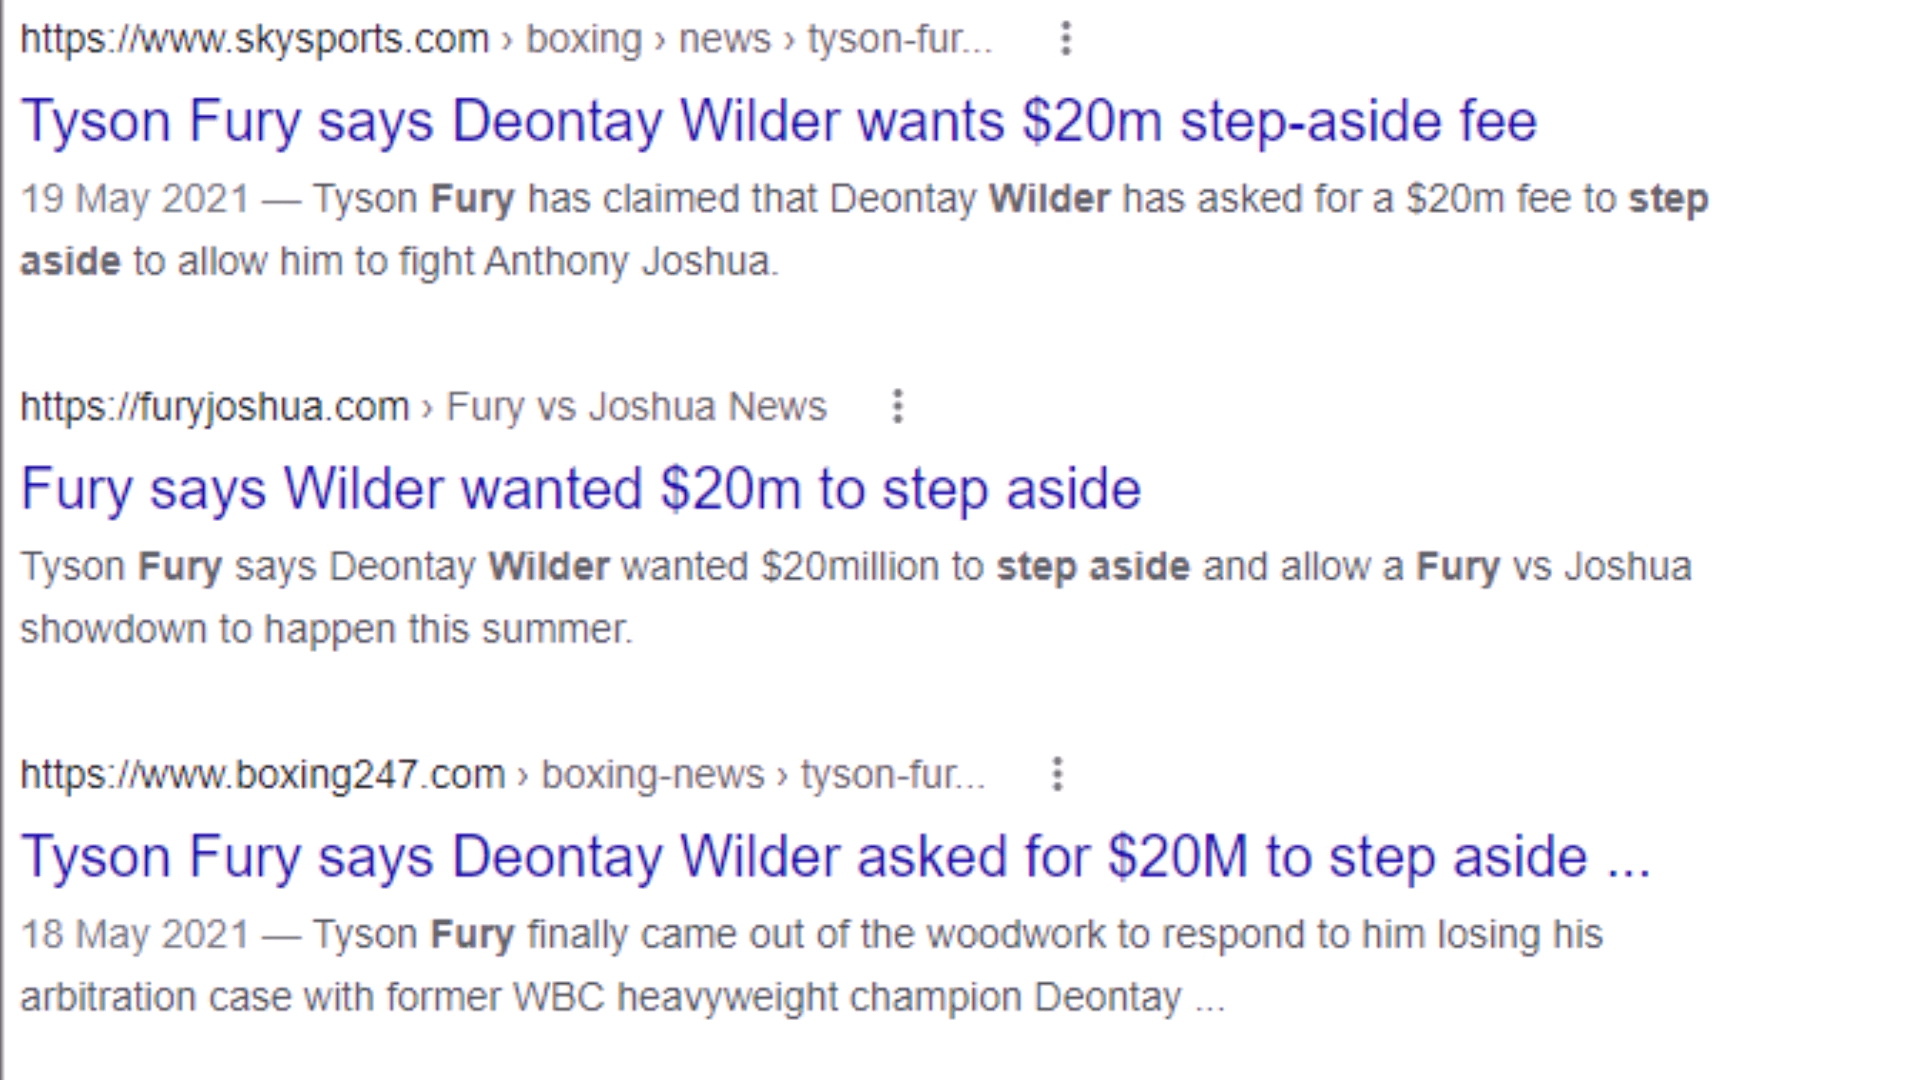 https://www.skysports.com › boxing › news › tyson-fur...
Tyson Fury says Deontay Wilder wants $20m step-aside fee
19 May 2021 — Tyson Fury has claimed that Deontay Wilder has asked for a $20m fee to step
aside to allow him to fight Anthony Joshua.
https://furyjoshua.com › Fury vs Joshua News
Fury says Wilder wanted $20m to step aside
Tyson Fury says Deontay Wilder wanted $20million to step aside and allow a Fury vs Joshua
showdown to happen this summer.
https://www.boxing247.com › boxing-news › tyson-fur...
Tyson Fury says Deontay Wilder asked for $20M to step aside ...
18 May 2021 — Tyson Fury finally came out of the woodwork to respond to him losing his
arbitration case with former WBC heavyweight champion Deontay ...